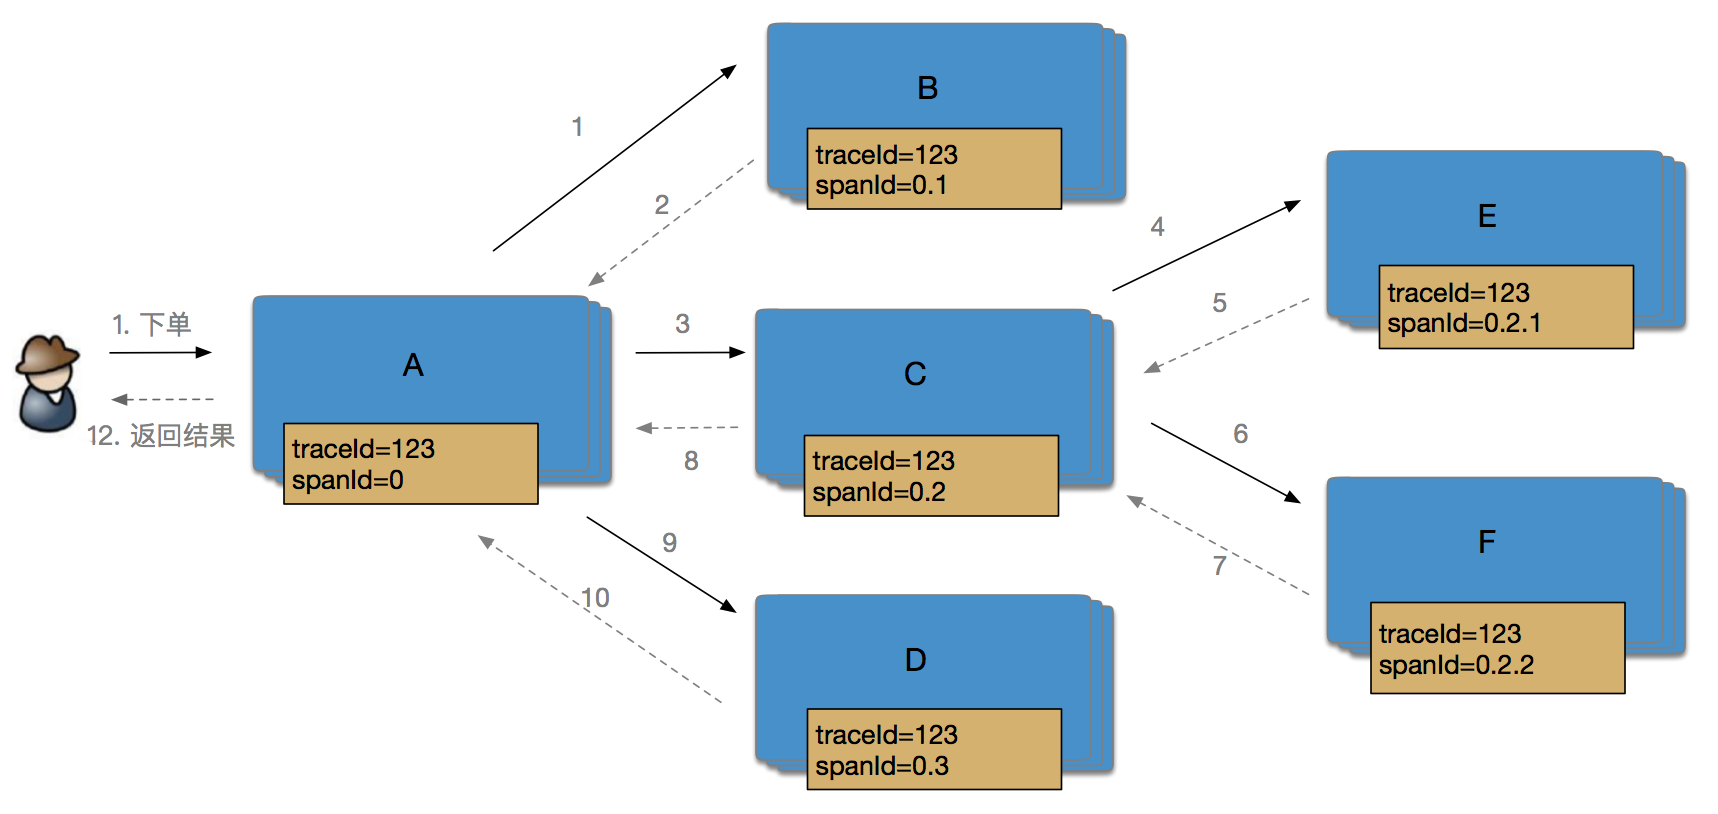 B
traceId=123
spanId=0.1
1
2
E
traceId=123
spanId=0.2.1
4
5
1. 下单
12. 返回结果
A
traceId=123
spanId=0
3
8
C
traceId=123
spanId=0.2
6
7
F
traceId=123
spanId=0.2.2
9
10
D
traceId=123
spanId=0.3